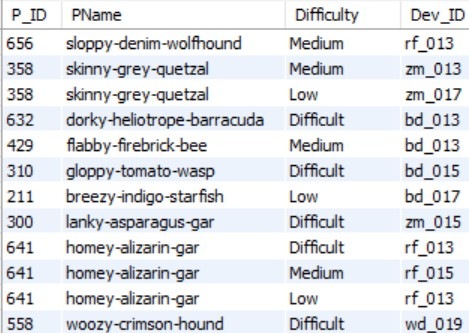 P_ID PName Difficulty Dev_ID
656 sloppy-denim-wolfhound Medium rf_013
358 skinny-grey-quetzal Medium zm_013
358 skinny-grey-quetzal Low zm_017
632 dorky-heliotrope-barracuda Difficult bd_013
429 flabby-firebrick-bee Medium bd_013
310 gloppy-tomato-wasp Difficult bd_015
211 breezy-indigo-starfish Low bd_017
300 lanky-asparagus-gar Difficult zm_015
641 homey-alizarin-gar Difficult rf_013
641 homey-alizarin-gar Medium rf_015
641 homey-alizarin-gar Low rf_013
558 woozy-crimson-hound Difficult wd_019